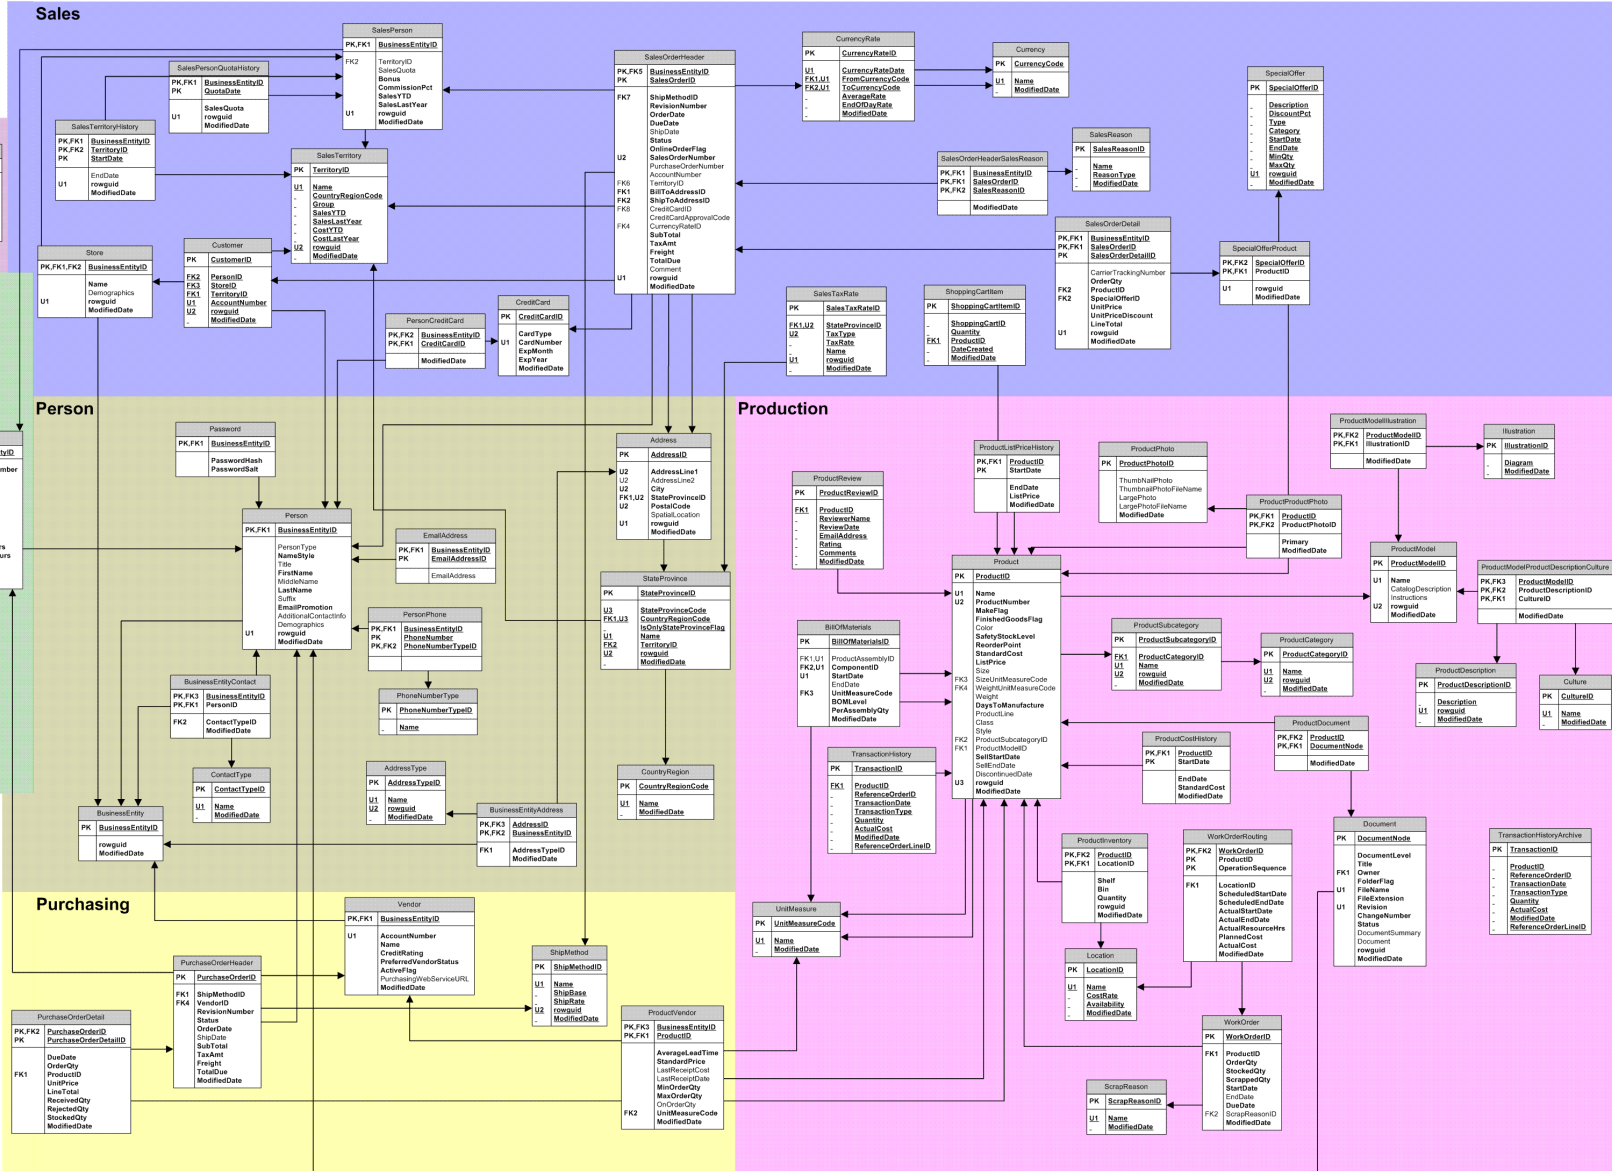 Sales
SalesPerson
PK,FK1 BusinessEntityID
FK2 TerritoryID
SalesQuota
Bonus
CommissionPct
SalesYTD
SalesLastYear
U1 rowguid
ModifiedDate
SalesPersonQuotaHistory
PK,FK1 BusinessEntityID
PK QuotaDate
SalesQuota
U1 rowguid
ModifiedDate
SalesTerritoryHistory
PK,FK1 BusinessEntityID
PK,FK2 TerritoryID
PK StartDate
EndDate
U1 rowguid
ModifiedDate
SalesTerritory
PK TerritoryID
U1 Name
CountryRegionCode
Group
SalesYTD
SalesLastYear
CostYTD
CostLastYear
U2 rowguid
ModifiedDate
Store
PK,FK1,FK2 BusinessEntityID
Name
Demographics
U1 rowguid
ModifiedDate
Customer
PK CustomerID
FK2 PersonID
FK3 StoreID
FK1 TerritoryID
U1 AccountNumber
U2 rowguid
ModifiedDate
SalesOrderHeader
PK,FK5 BusinessEntityID
PK SalesOrderID
FK7 ShipMethodID
RevisionNumber
OrderDate
DueDate
ShipDate
Status
OnlineOrderFlag
U2 SalesOrderNumber
PurchaseOrderNumber
AccountNumber
FK6 TerritoryID
FK1 BillToAddressID
FK2 ShipToAddressID
FK8 CreditCardID
CreditCardApprovalCode
FK4 CurrencyRateID
SubTotal
TaxAmt
Freight
TotalDue
Comment
U1 rowguid
ModifiedDate
CurrencyRate
PK CurrencyRateID
U1 CurrencyRateDate
FK1,U1 FromCurrencyCode
FK2,U1 ToCurrencyCode
AverageRate
EndOfDayRate
ModifiedDate
Currency
PK CurrencyCode
U1 Name
ModifiedDate
SpecialOffer
PK SpecialOfferID
Description
DiscountPct
Type
Category
StartDate
EndDate
MinQty
MaxQty
U1 rowguid
ModifiedDate
SalesReason
PK SalesReasonID
Name
ReasonType
ModifiedDate
SalesOrderHeaderSalesReason
PK,FK1 BusinessEntityID
PK,FK1 SalesOrderID
PK,FK2 SalesReasonID
ModifiedDate
SalesOrderDetail
PK,FK1 BusinessEntityID
PK,FK1 SalesOrderID
PK SalesOrderDetailID
CarrierTrackingNumber
OrderQty
FK2 ProductID
FK2 SpecialOfferID
UnitPrice
UnitPriceDiscount
LineTotal
U1 rowguid
ModifiedDate
SpecialOfferProduct
PK,FK2 SpecialOfferID
PK,FK1 ProductID
U1 rowguid
ModifiedDate
CreditCard
PK CreditCardID
CardType
U1 CardNumber
ExpMonth
ExpYear
ModifiedDate
PersonCreditCard
PK,FK2 BusinessEntityID
PK,FK1 CreditCardID
ModifiedDate
SalesTaxRate
PK SalesTaxRateID
FK1,U2 StateProvinceID
U2 TaxType
TaxRate
Name
U1 rowguid
ModifiedDate
ShoppingCartItem
PK ShoppingCartItemID
ShoppingCartID
Quantity
FK1 ProductID
DateCreated
ModifiedDate
Person
Password
PK,FK1 BusinessEntityID
PasswordHash
PasswordSalt
Person
PK,FK1 BusinessEntityID
PersonType
NameStyle
Title
FirstName
MiddleName
LastName
Suffix
EmailPromotion
AdditionalContactInfo
Demographics
U1 rowguid
ModifiedDate
EmailAddress
PK,FK1 BusinessEntityID
PK EmailAddressID
EmailAddress
PersonPhone
PK,FK1 BusinessEntityID
PK PhoneNumber
PK,FK2 PhoneNumberTypeID
PhoneNumberType
PK PhoneNumberTypeID
Name
Address
PK AddressID
U2 AddressLine1
U2 AddressLine2
U2 City
FK1,U2 StateProvinceID
U2 PostalCode
SpatialLocation
U1 rowguid
ModifiedDate
StateProvince
PK StateProvinceID
U3 StateProvinceCode
FK1,U3 CountryRegionCode
IsOnlyStateProvinceFlag
U1 Name
FK2 TerritoryID
U2 rowguid
ModifiedDate
BusinessEntityContact
PK,FK3 BusinessEntityID
PK,FK1 PersonID
FK2 ContactTypeID
ModifiedDate
ContactType
PK ContactTypeID
U1 Name
ModifiedDate
AddressType
PK AddressTypeID
U1 Name
U2 rowguid
ModifiedDate
CountryRegion
PK CountryRegionCode
U1 Name
ModifiedDate
BusinessEntity
PK BusinessEntityID
rowguid
ModifiedDate
BusinessEntityAddress
PK,FK3 AddressID
PK,FK2 BusinessEntityID
FK1 AddressTypeID
ModifiedDate
Production
ProductReview
PK ProductReviewID
FK1 ProductID
ReviewerName
ReviewDate
EmailAddress
Rating
Comments
ModifiedDate
ProductListPriceHistory
PK,FK1 ProductID
PK StartDate
EndDate
ListPrice
ModifiedDate
ProductPhoto
PK ProductPhotoID
ThumbNailPhoto
ThumbnailPhotoFileName
LargePhoto
LargePhotoFileName
ModifiedDate
ProductModelIllustration
PK,FK2 ProductModelID
PK,FK1 IllustrationID
ModifiedDate
Illustration
PK IllustrationID
Diagram
ModifiedDate
ProductProductPhoto
PK,FK1 ProductID
PK,FK2 ProductPhotoID
Primary
ModifiedDate
ProductModel
PK ProductModelID
U1 Name
CatalogDescription
Instructions
U2 rowguid
ModifiedDate
ProductModelProductDescriptionCulture
PK,FK3 ProductModelID
PK,FK2 ProductDescriptionID
PK,FK1 CultureID
ModifiedDate
Product
PK ProductID
U1 Name
U2 ProductNumber
MakeFlag
FinishedGoodsFlag
Color
SafetyStockLevel
ReorderPoint
StandardCost
ListPrice
Size
FK3 SizeUnitMeasureCode
FK4 WeightUnitMeasureCode
Weight
DaysToManufacture
ProductLine
Class
Style
FK2 ProductSubcategoryID
FK1 ProductModelID
SellStartDate
SellEndDate
DiscontinuedDate
U3 rowguid
ModifiedDate
BillOfMaterials
PK BillOfMaterialsID
FK1,U1 ProductAssemblyID
FK2,U1 ComponentID
U1 StartDate
EndDate
FK3 UnitMeasureCode
BOMLevel
PerAssemblyQty
ModifiedDate
ProductSubcategory
PK ProductSubcategoryID
FK1 ProductCategoryID
U1 Name
U2 rowguid
ModifiedDate
ProductCategory
PK ProductCategoryID
U1 Name
U2 rowguid
ModifiedDate
ProductDescription
PK ProductDescriptionID
Description
U1 rowguid
ModifiedDate
Culture
PK CultureID
U1 Name
ModifiedDate
TransactionHistory
PK TransactionID
FK1 ProductID
ReferenceOrderID
TransactionDate
TransactionType
Quantity
ActualCost
ModifiedDate
ReferenceOrderLineID
ProductCostHistory
PK,FK1 ProductID
PK StartDate
EndDate
StandardCost
ModifiedDate
ProductDocument
PK,FK2 ProductID
PK,FK1 DocumentNode
ModifiedDate
ProductInventory
PK,FK2 ProductID
PK,FK1 LocationID
Shelf
Bin
Quantity
rowguid
ModifiedDate
WorkOrderRouting
PK,FK2 WorkOrderID
PK ProductID
PK OperationSequence
FK1 LocationID
ScheduledStartDate
ScheduledEndDate
ActualStartDate
ActualEndDate
ActualResourceHrs
PlannedCost
ActualCost
ModifiedDate
Document
PK DocumentNode
DocumentLevel
Title
FK1 Owner
FolderFlag
U1 FileName
FileExtension
U1 Revision
ChangeNumber
Status
DocumentSummary
Document
rowguid
ModifiedDate
TransactionHistoryArchive
PK TransactionID
ProductID
ReferenceOrderID
TransactionDate
TransactionType
Quantity
ActualCost
ModifiedDate
ReferenceOrderLineID
UnitMeasure
PK UnitMeasureCode
U1 Name
ModifiedDate
Location
PK LocationID
U1 Name
CostRate
Availability
ModifiedDate
WorkOrder
PK WorkOrderID
FK1 ProductID
OrderQty
StockedQty
ScrappedQty
StartDate
EndDate
DueDate
FK2 ScrapReasonID
ModifiedDate
ScrapReason
PK ScrapReasonID
U1 Name
ModifiedDate
Purchasing
Vendor
PK,FK1 BusinessEntityID
U1 AccountNumber
Name
CreditRating
PreferredVendorStatus
ActiveFlag
PurchasingWebServiceURL
ModifiedDate
ShipMethod
PK ShipMethodID
U1 Name
ShipBase
ShipRate
U2 rowguid
ModifiedDate
PurchaseOrderHeader
PK PurchaseOrderID
FK1 ShipMethodID
FK4 VendorID
RevisionNumber
Status
OrderDate
ShipDate
SubTotal
TaxAmt
Freight
TotalDue
ModifiedDate
PurchaseOrderDetail
PK,FK2 PurchaseOrderID
PK PurchaseOrderDetailID
DueDate
OrderQty
FK1 ProductID
UnitPrice
LineTotal
ReceivedQty
RejectedQty
StockedQty
ModifiedDate
ProductVendor
PK,FK3 BusinessEntityID
PK,FK1 ProductID
AverageLeadTime
StandardPrice
LastReceiptCost
LastReceiptDate
MinOrderQty
MaxOrderQty
OnOrderQty
FK2 UnitMeasureCode
ModifiedDate